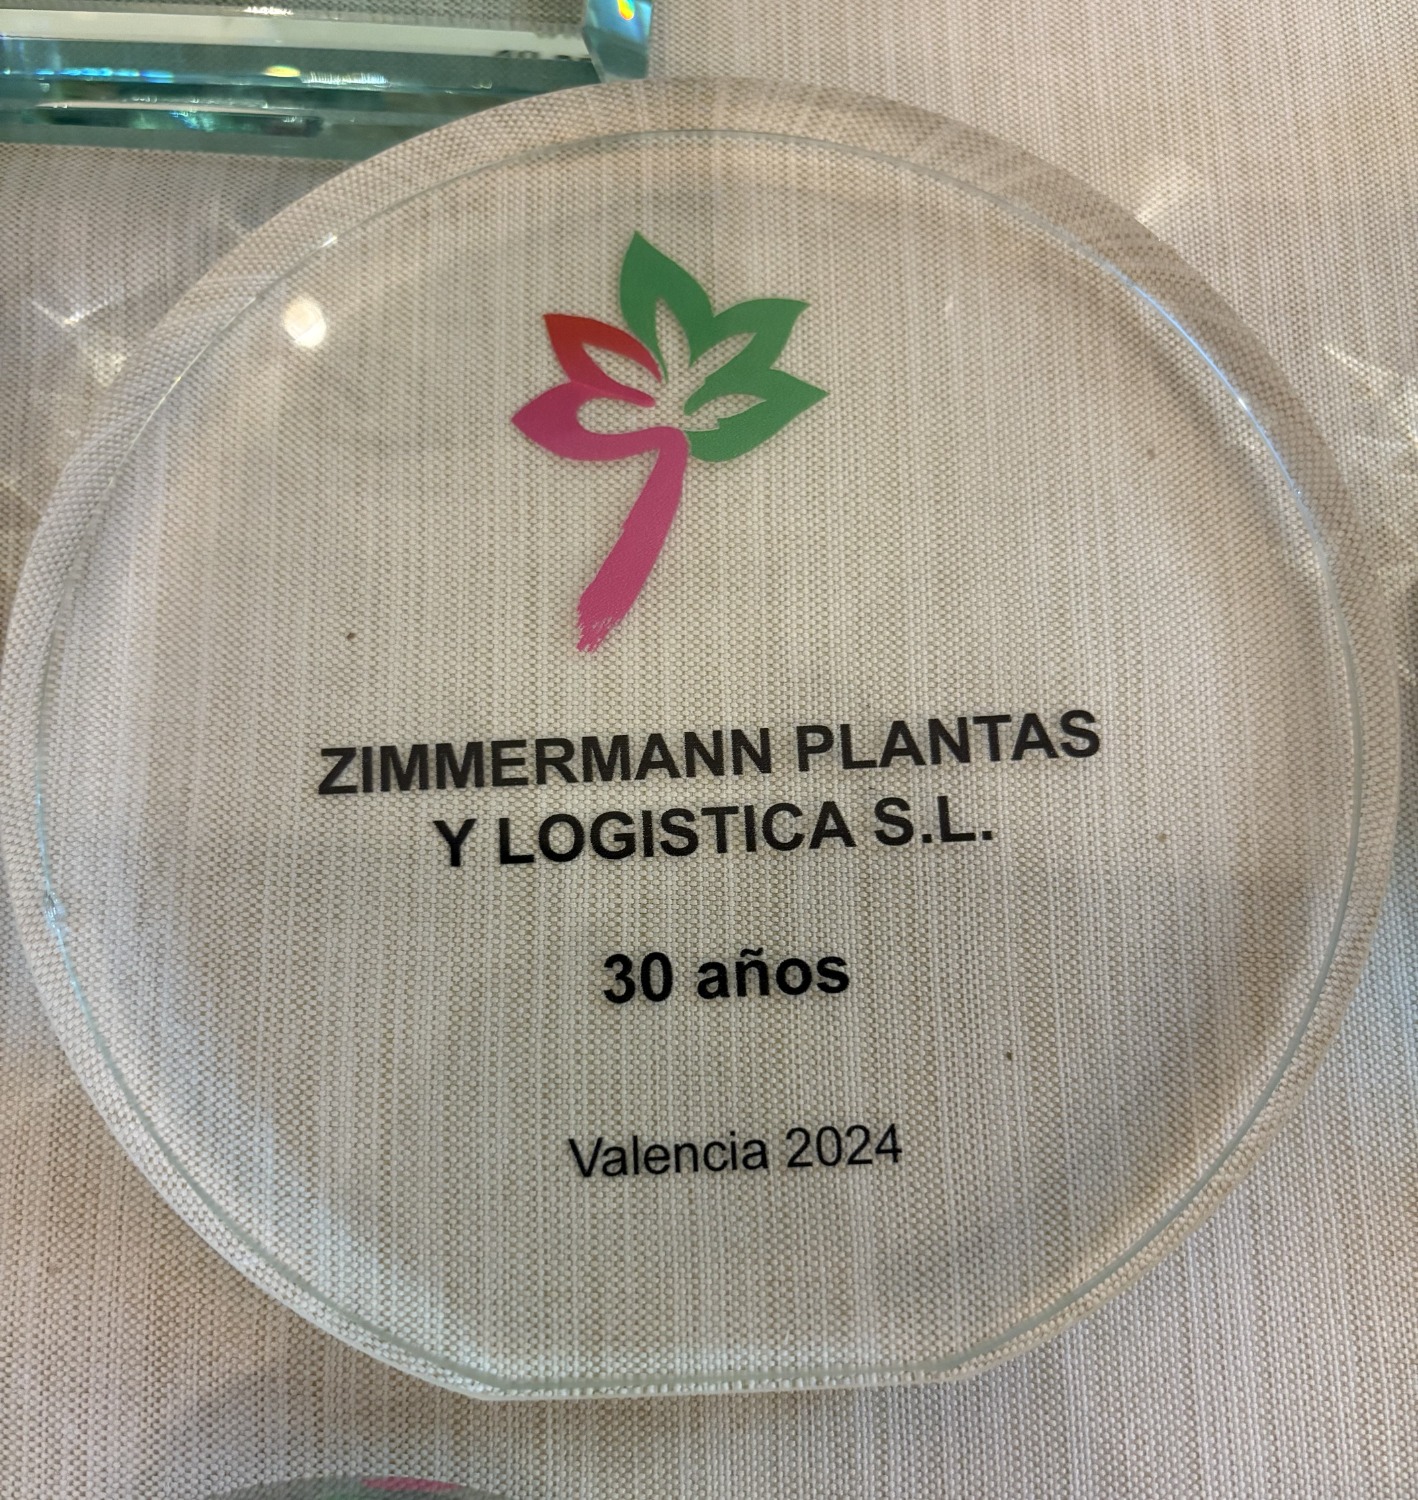 ZIMMERMANN PLANTAS
Y LOGISTICA S.L.
30 años
Valencia 2024